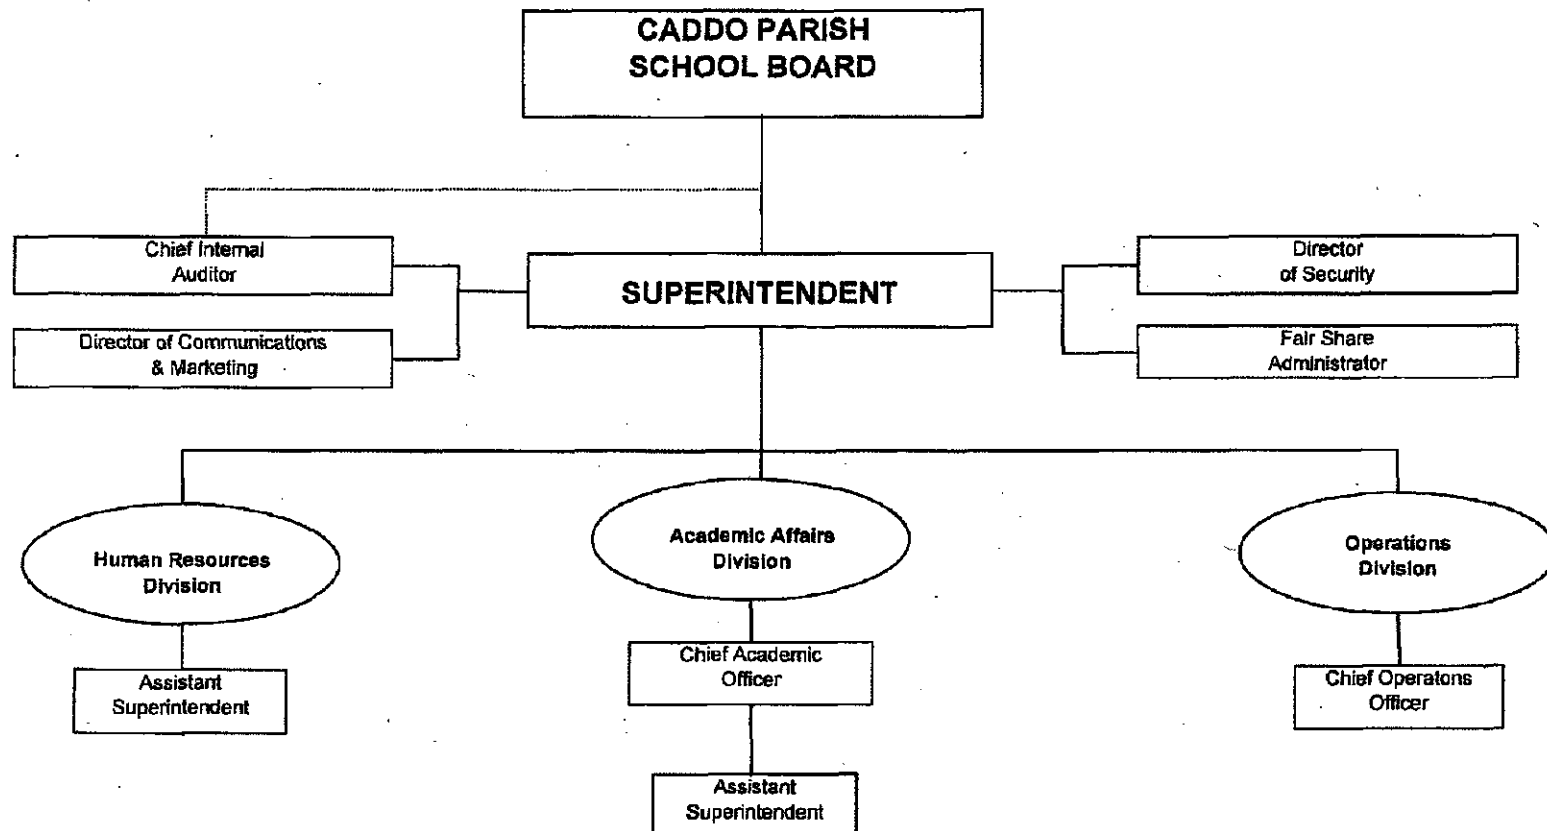 CADDO PARISH
SCHOOL BOARD
Chief Internal
Auditor
Director of Communications
& Marketing
SUPERINTENDENT
Director
of Security
Fair Share
Administrator
Human Resources
Division
Academic Affairs
Division
Operations
Division
Assistant
Superintendent
Chief Academic
Officer
Chief Operatons
Officer
Assistant
Superintendent